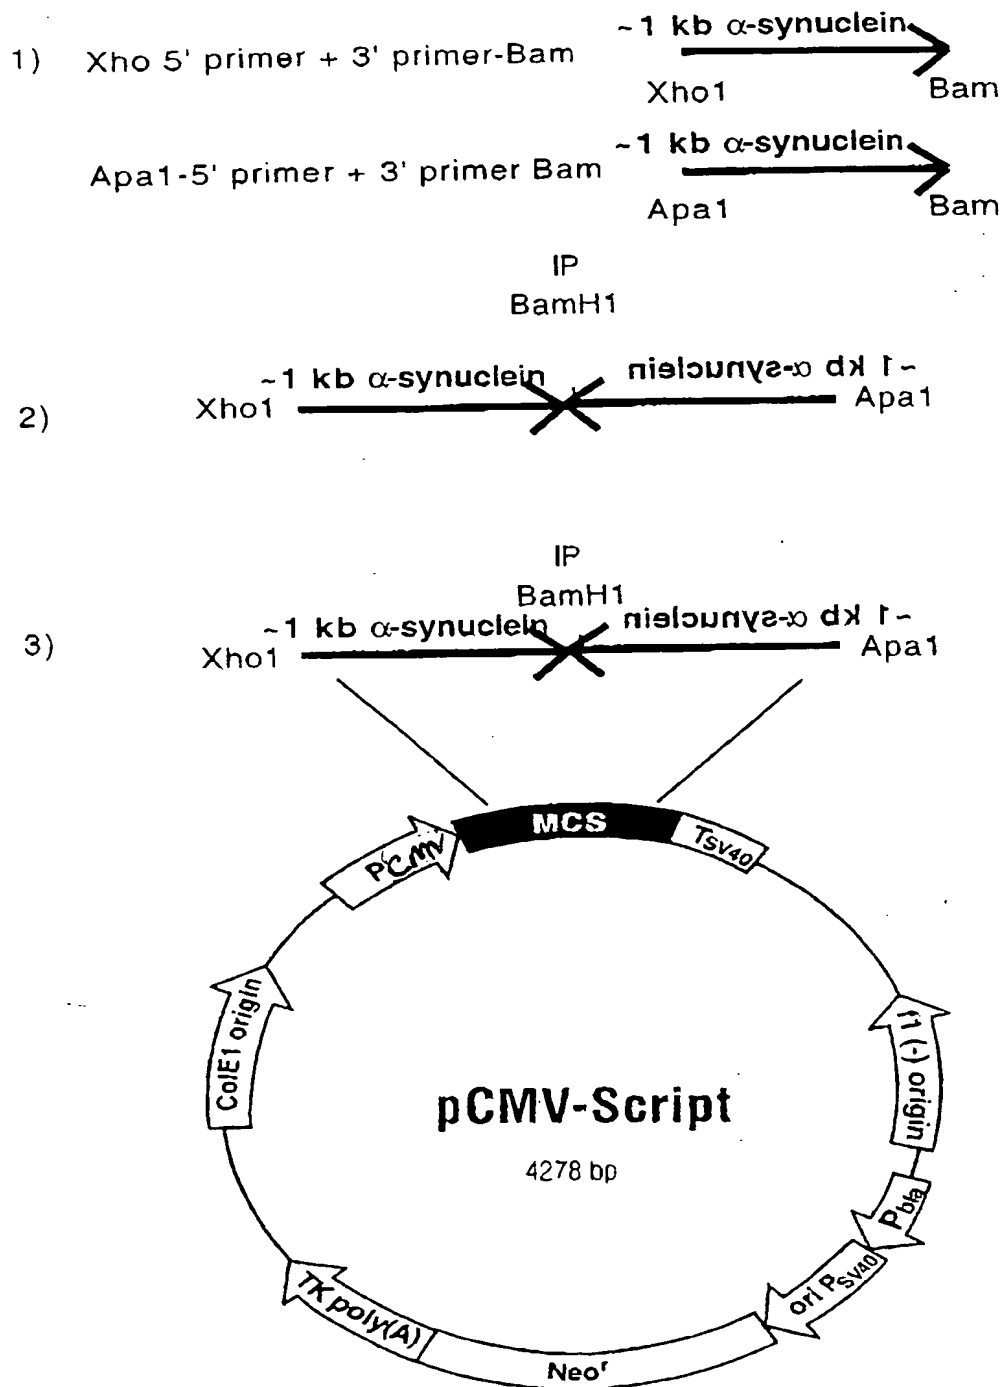 ~1 kb α-synuclein
1) Xho 5' primer + 3' primer-Bam
Xho1 Bam
~1 kb α-synuclein
Apa1-5' primer + 3' primer Bam
Apa1 Bam
IP
BamH1
~1 kb α-synuclein ~1 kb α-synuclein
2) Xho1 Apa1
IP
BamH1
~1 kb α-synuclein ~1 kb α-synuclein
3) Xho1 Apa1
MCS
PCMV
TSV40
ColE1 origin
f1 (-) origin
pCMV-Script
4278 bp
Pbla
ori PSV40
TK poly(A)
Neoʳ